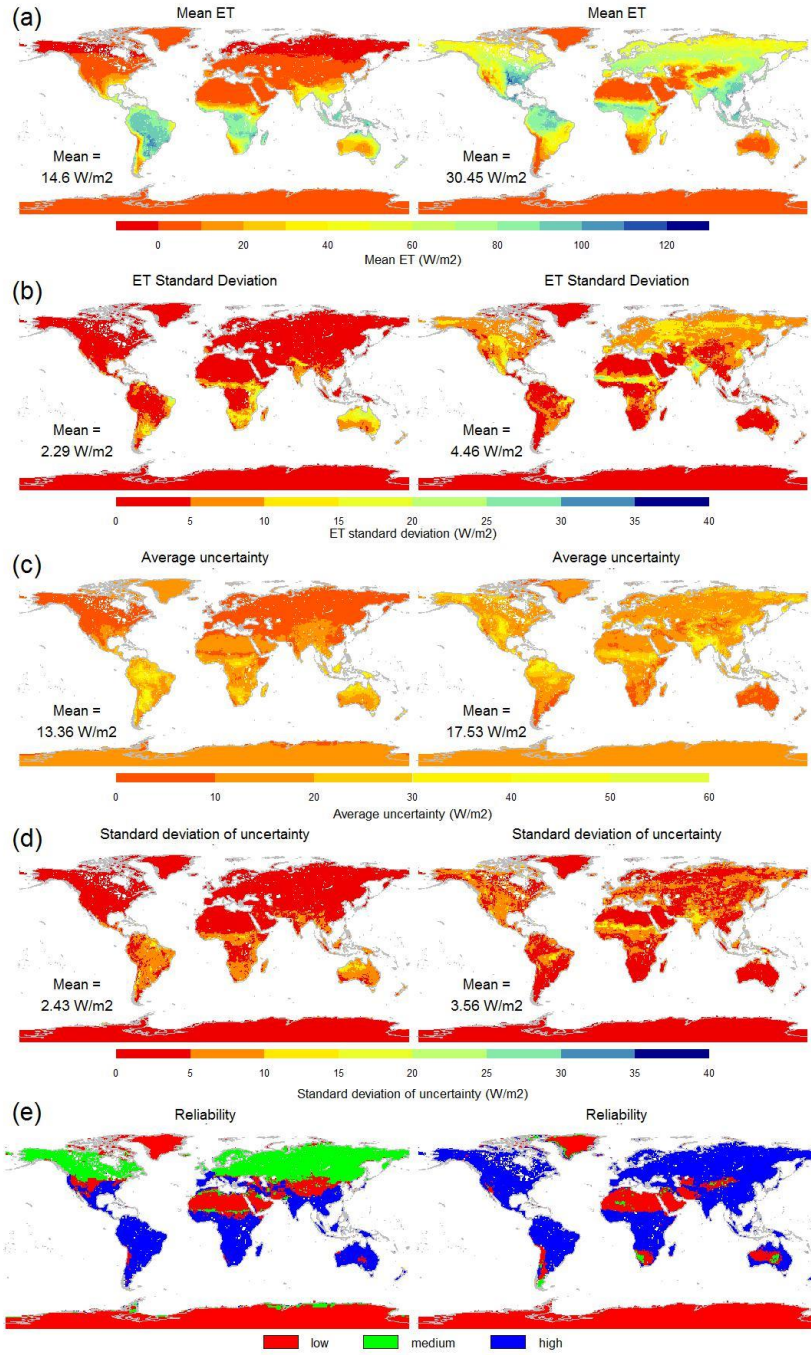 (a)
Mean ET
Mean ET
Mean =
14.6 W/m2
Mean =
30.45 W/m2
0 20 40 60 80 100 120
Mean ET (W/m2)
(b)
ET Standard Deviation
ET Standard Deviation
Mean =
2.29 W/m2
Mean =
4.46 W/m2
0 5 10 15 20 25 30 35 40
ET standard deviation (W/m2)
(c)
Average uncertainty
Average uncertainty
Mean =
13.36 W/m2
Mean =
17.53 W/m2
0 10 20 30 40 50 60
Average uncertainty (W/m2)
(d)
Standard deviation of uncertainty
Standard deviation of uncertainty
Mean =
2.43 W/m2
Mean =
3.56 W/m2
0 5 10 15 20 25 30 35 40
Standard deviation of uncertainty (W/m2)
(e)
Reliability
Reliability
low medium high